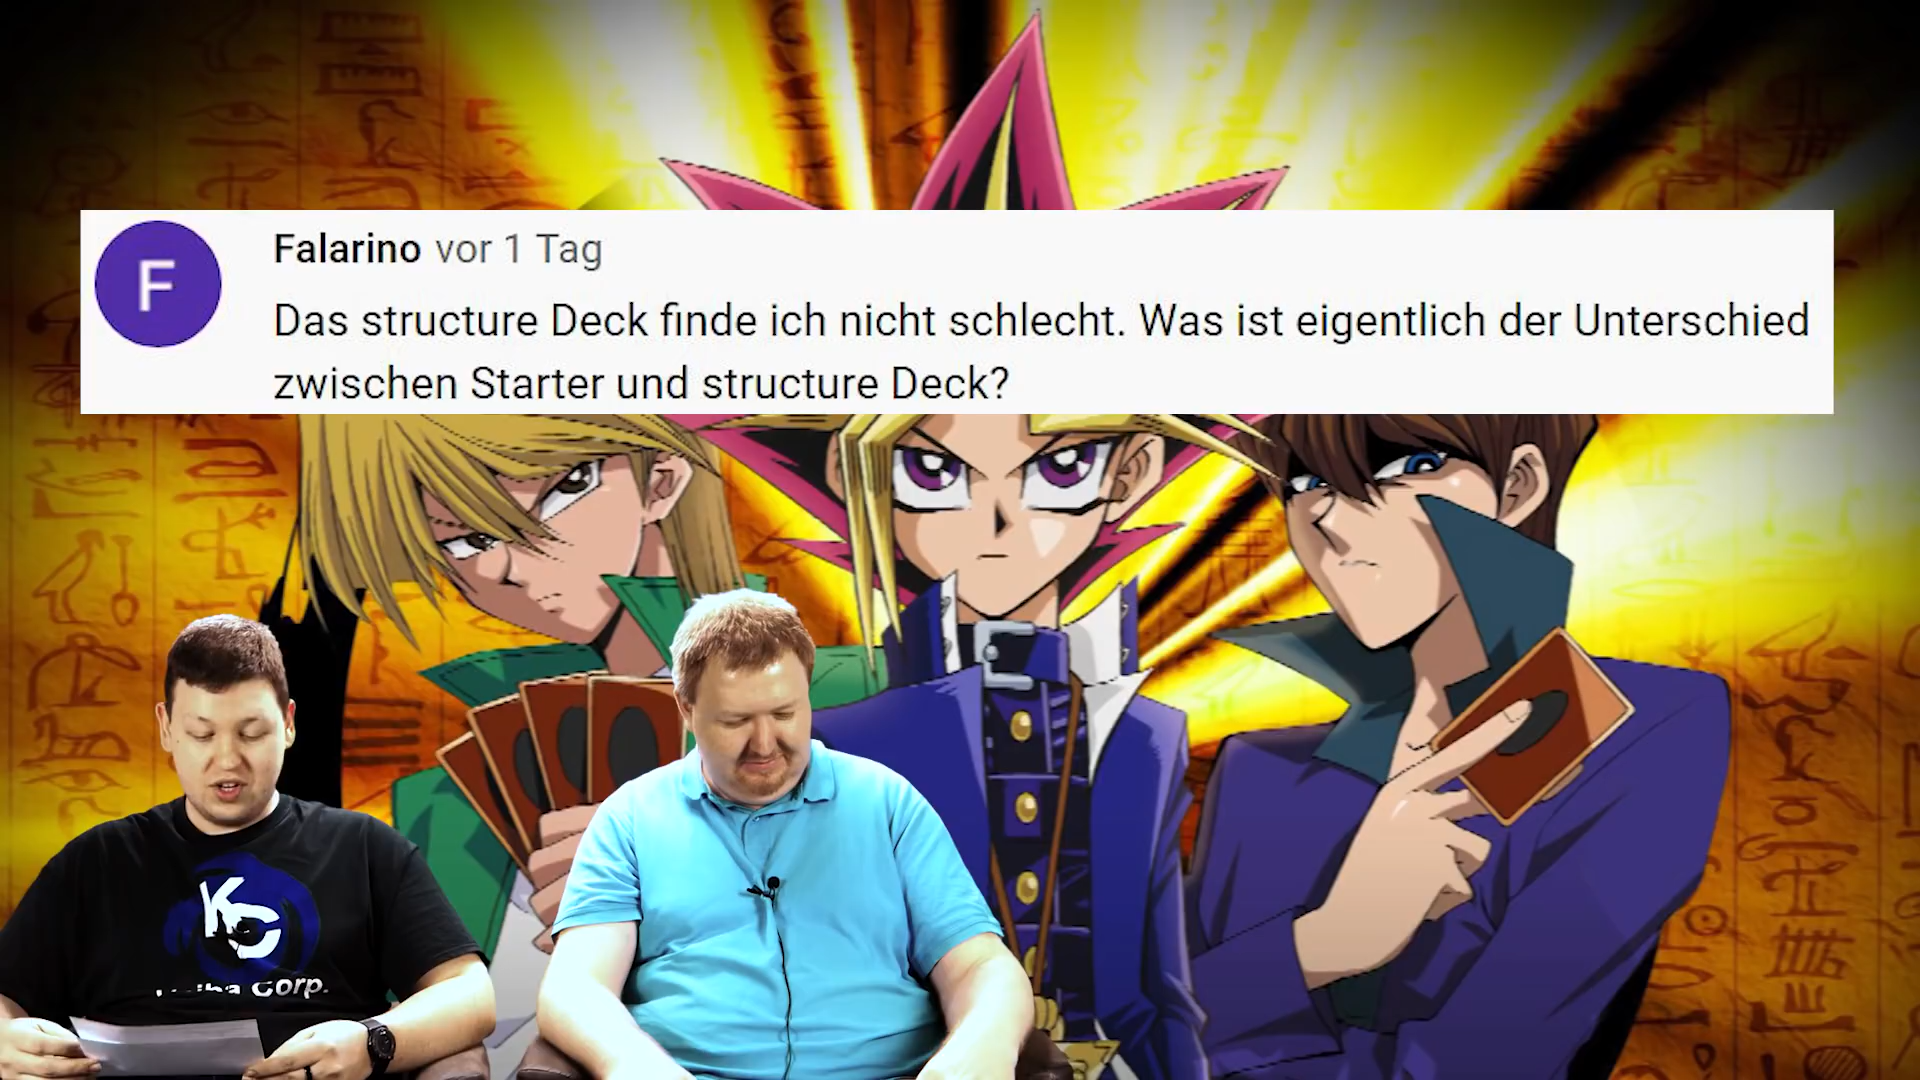 F
Falarino vor 1 Tag
Das structure Deck finde ich nicht schlecht. Was ist eigentlich der Unterschied
zwischen Starter und structure Deck?
KC
Corp.